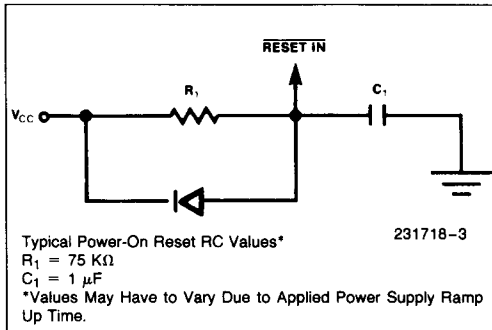 RESET IN
R₁
C₁
VCC
Typical Power-On Reset RC Values*
231718-3
R₁ = 75 KΩ
C₁ = 1 μF
*Values May Have to Vary Due to Applied Power Supply Ramp
Up Time.